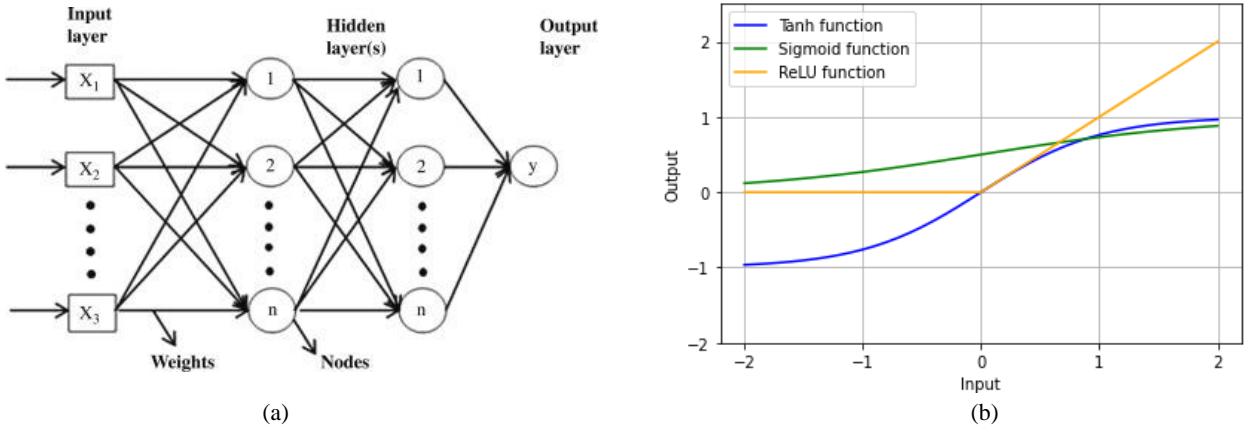 Input
layer
Hidden
layer(s)
Output
layer
X1
1
1
X2
2
2
y
X3
n
n
Weights
Nodes
(a)
Tanh function
Sigmoid function
ReLU function
Output
2
1
0
−1
−2
−2
−1
0
1
2
Input
(b)